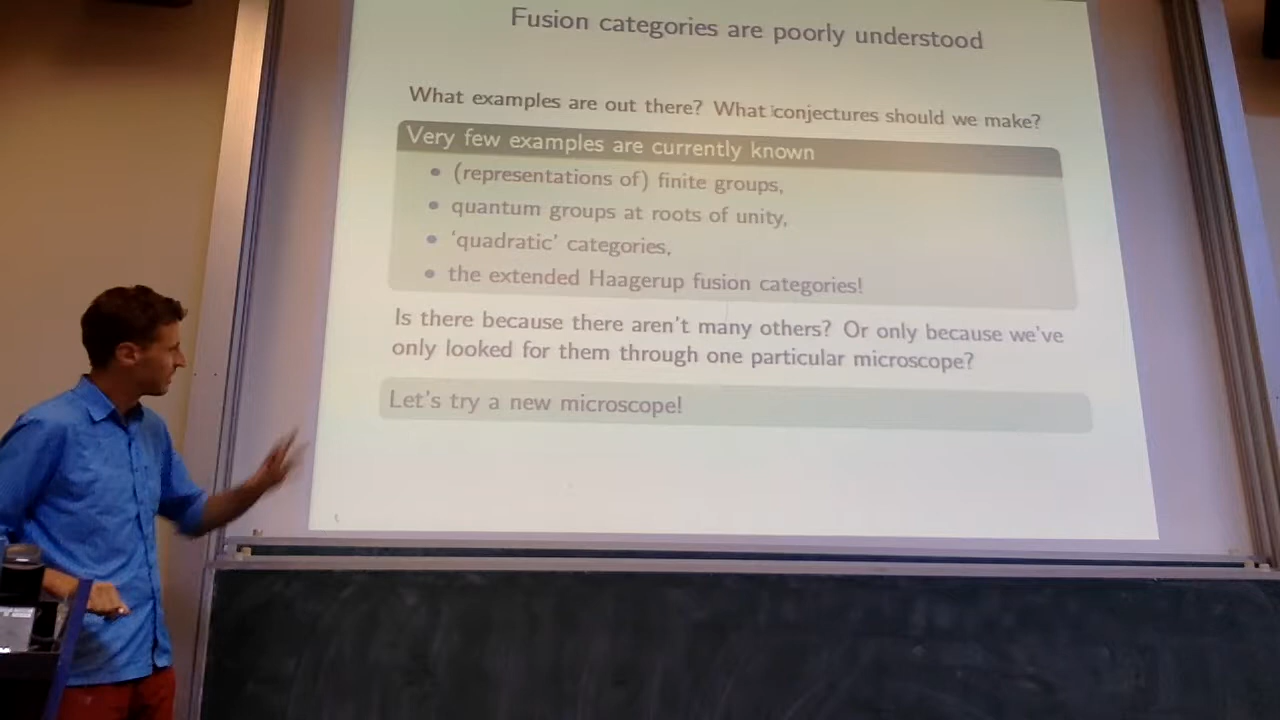 Fusion categories are poorly understood
What examples are out there? What conjectures should we make?
Very few examples are currently known
• (representations of) finite groups,
• quantum groups at roots of unity,
• 'quadratic' categories,
• the extended Haagerup fusion categories!
Is there because there aren't many others? Or only because we've
only looked for them through one particular microscope?
Let's try a new microscope!